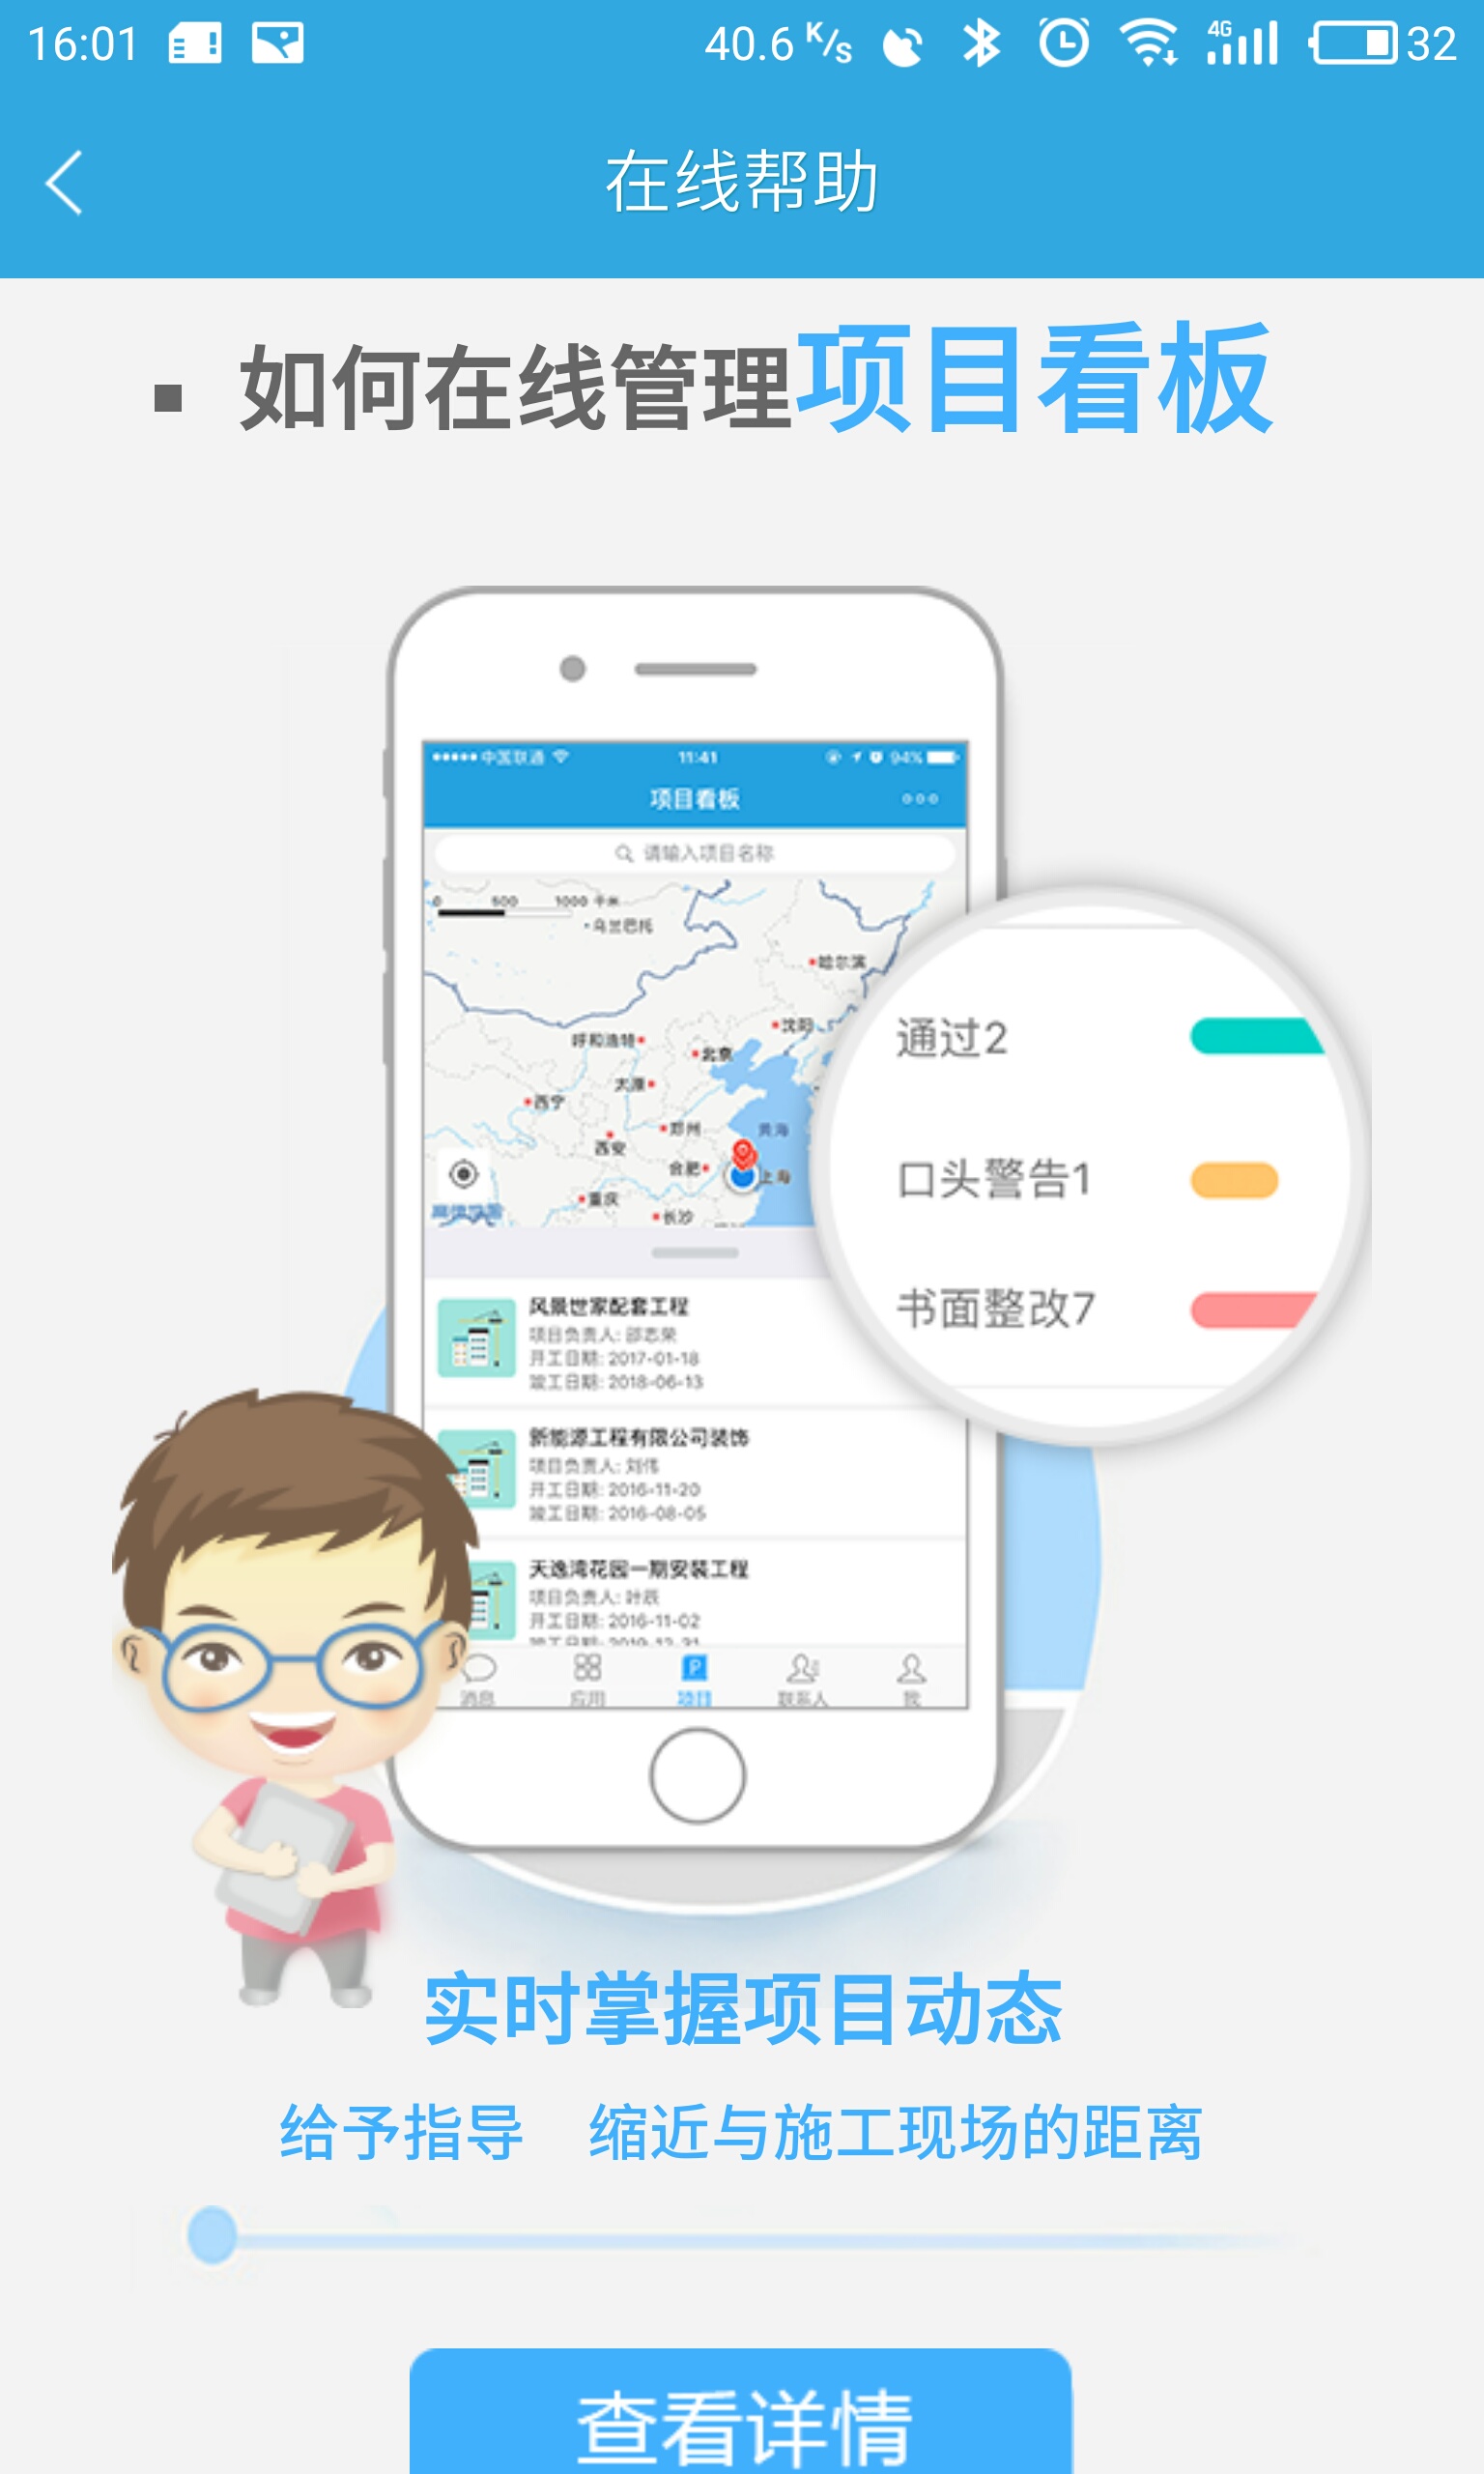 16:01 40.6 K/s 4G 32
在线帮助
▪ 如何在线管理项目看板
中国联通 11:41 94%
项目看板
请输入项目名称
0 500 1000 千米
乌兰巴托
哈尔滨
沈阳
呼和浩特
北京
太原
西宁
郑州
黄海
西安
合肥
上海
重庆
长沙
通过2
口头警告1
书面整改7
风景世家配套工程
项目负责人: 邵志荣
开工日期: 2017-01-18
竣工日期: 2018-06-13
新能源工程有限公司装饰
项目负责人: 刘伟
开工日期: 2016-11-20
竣工日期: 2016-08-05
天逸湾花园一期安装工程
项目负责人: 叶辰
开工日期: 2016-11-02
竣工日期: 2019-12-31
消息 应用 项目 联系人 我
实时掌握项目动态
给予指导 缩近与施工现场的距离
查看详情